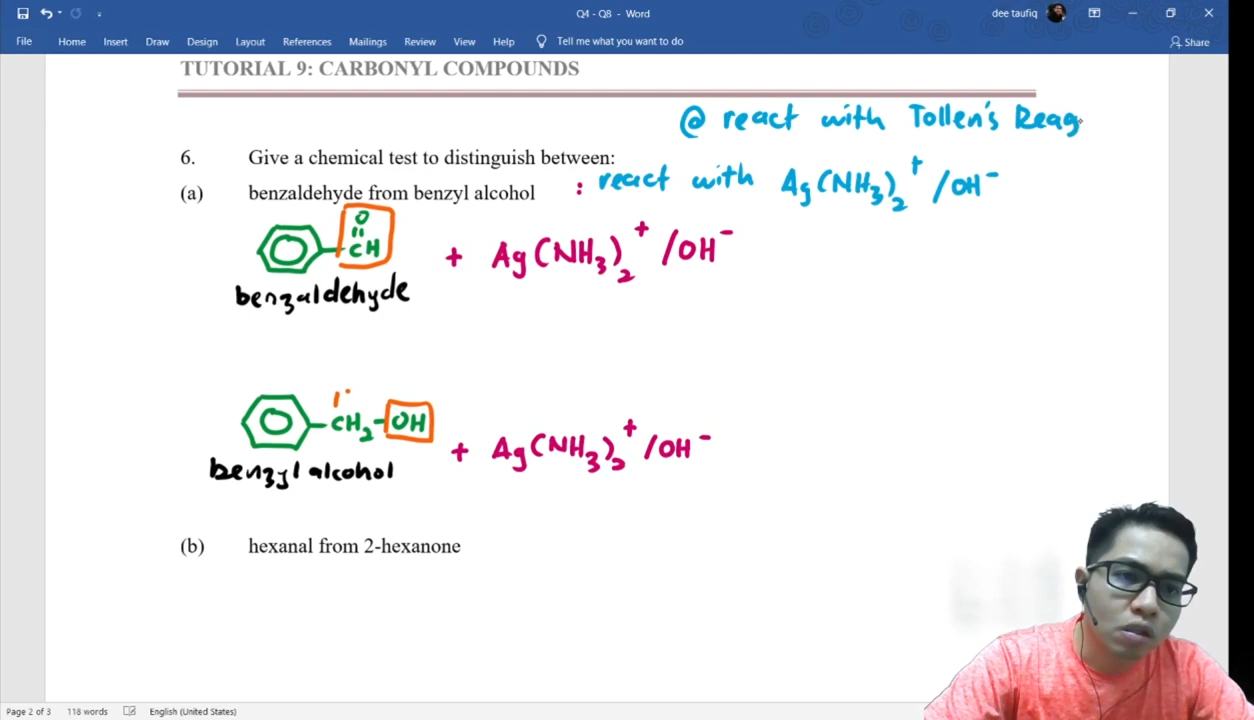 Q4 - Q8 - Word
dee taufiq
File Home Insert Draw Design Layout References Mailings Review View Help Tell me what you want to do Share
TUTORIAL 9: CARBONYL COMPOUNDS
@ react with Tollen's Reag
6. Give a chemical test to distinguish between:
(a) benzaldehyde from benzyl alcohol : react with Ag(NH3)2+ /OH-
O
CH + Ag(NH3)2+ /OH-
benzaldehyde
1°
CH2-OH + Ag(NH3)2+ /OH-
benzyl alcohol
(b) hexanal from 2-hexanone
Page 2 of 3 118 words English (United States)